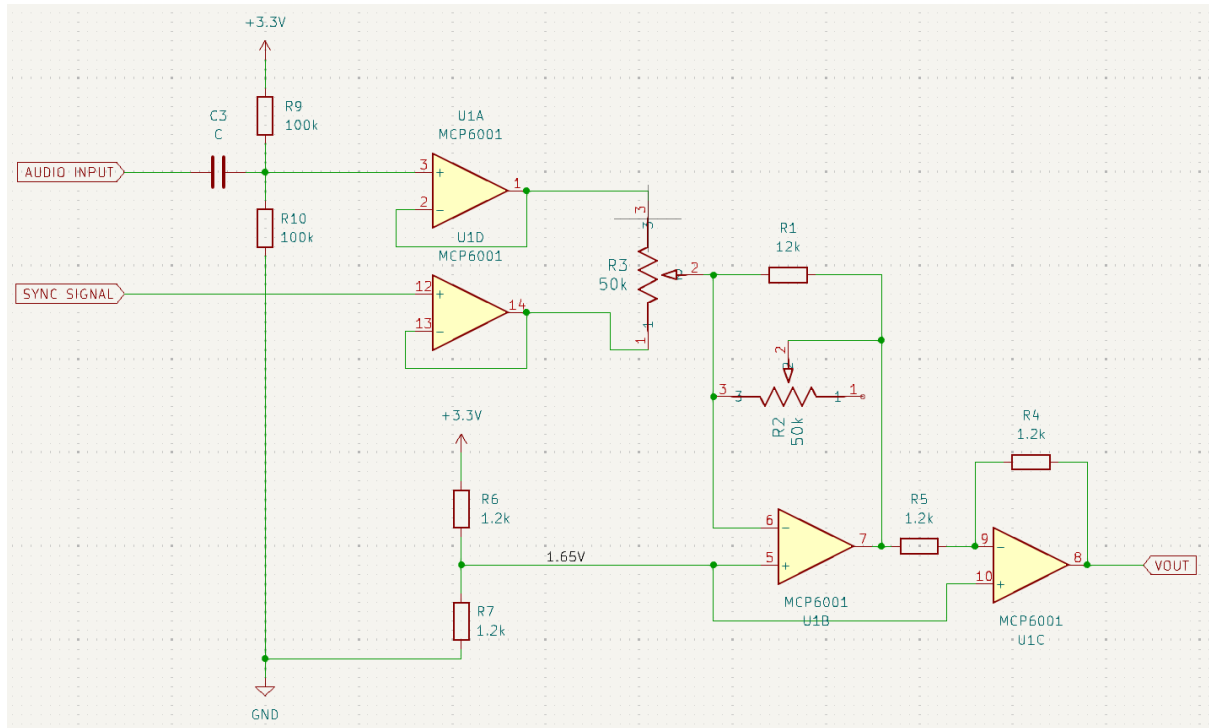 +3.3V
C3
C
R9
100k
AUDIO INPUT
R10
100k
U1A
MCP6001
3
+
2
−
1
U1D
MCP6001
SYNC SIGNAL
12
+
13
−
14
3
3
R3
50k
2
2
1
1
R1
12k
2
2
3
3
1
1
R2
50k
+3.3V
R6
1.2k
1.65V
R7
1.2k
GND
6
−
5
+
7
MCP6001
U1B
R5
1.2k
R4
1.2k
9
−
10
+
8
MCP6001
U1C
VOUT